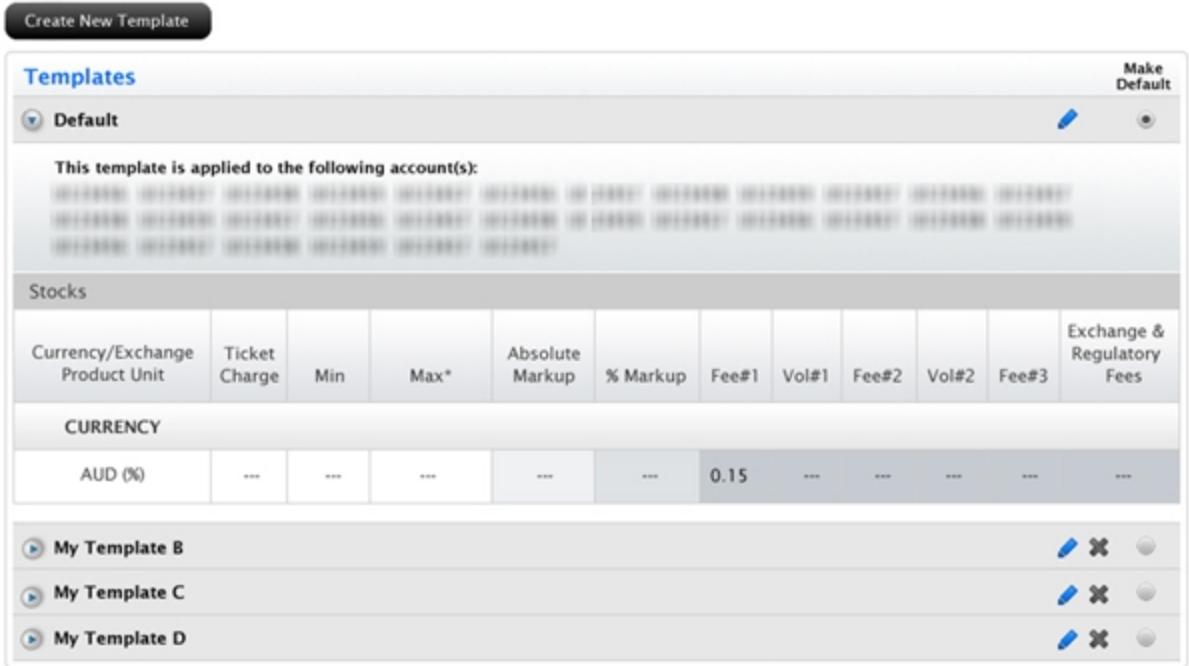 Create New Template
Templates
Make
Default
Default
This template is applied to the following account(s):
Stocks
Currency/Exchange
Product Unit
Ticket
Charge
Min
Max*
Absolute
Markup
% Markup
Fee#1
Vol#1
Fee#2
Vol#2
Fee#3
Exchange &
Regulatory
Fees
CURRENCY
AUD (%) --- --- --- --- --- 0.15 --- --- --- --- ---
My Template B
My Template C
My Template D